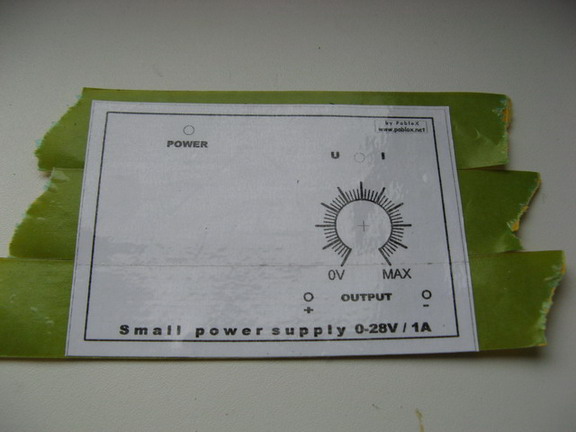 by PabloX
www.pablox.net
POWER
U I
0V MAX
OUTPUT
+ -
Small power supply 0-28V / 1A